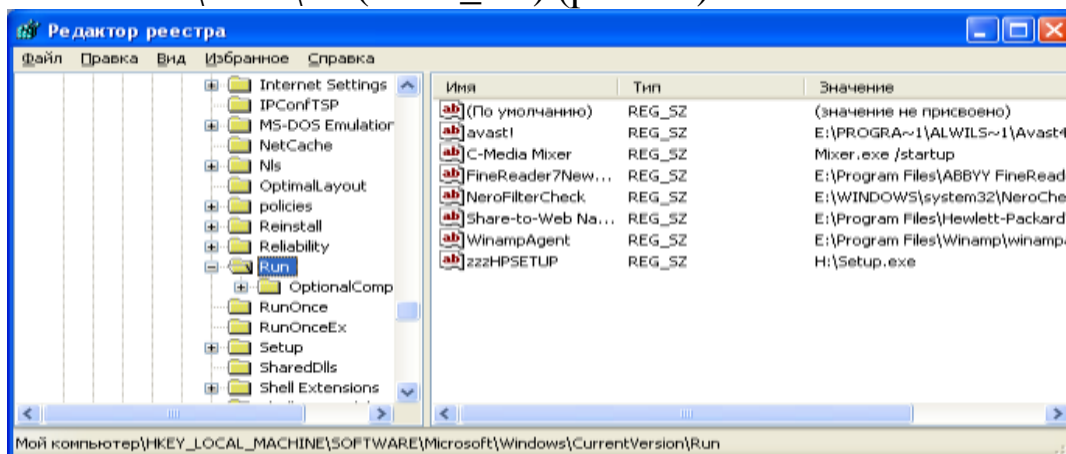 Редактор реестра
Файл Правка Вид Избранное Справка
Internet Settings
IPConfTSP
MS-DOS Emulation
NetCache
Nls
OptimalLayout
policies
Reinstall
Reliability
Run
OptionalComp
RunOnce
RunOnceEx
Setup
SharedDlls
Shell Extensions
Имя Тип Значение
(По умолчанию) REG_SZ (значение не присвоено)
avast! REG_SZ E:\PROGRA~1\ALWILS~1\Avast4
C-Media Mixer REG_SZ Mixer.exe /startup
FineReader7New... REG_SZ E:\Program Files\ABBYY FineRead
NeroFilterCheck REG_SZ E:\WINDOWS\system32\NeroChe
Share-to-Web Na... REG_SZ E:\Program Files\Hewlett-Packard
WinampAgent REG_SZ E:\Program Files\Winamp\winamp
zzzHPSETUP REG_SZ H:\Setup.exe
Мой компьютер\HKEY_LOCAL_MACHINE\SOFTWARE\Microsoft\Windows\CurrentVersion\Run